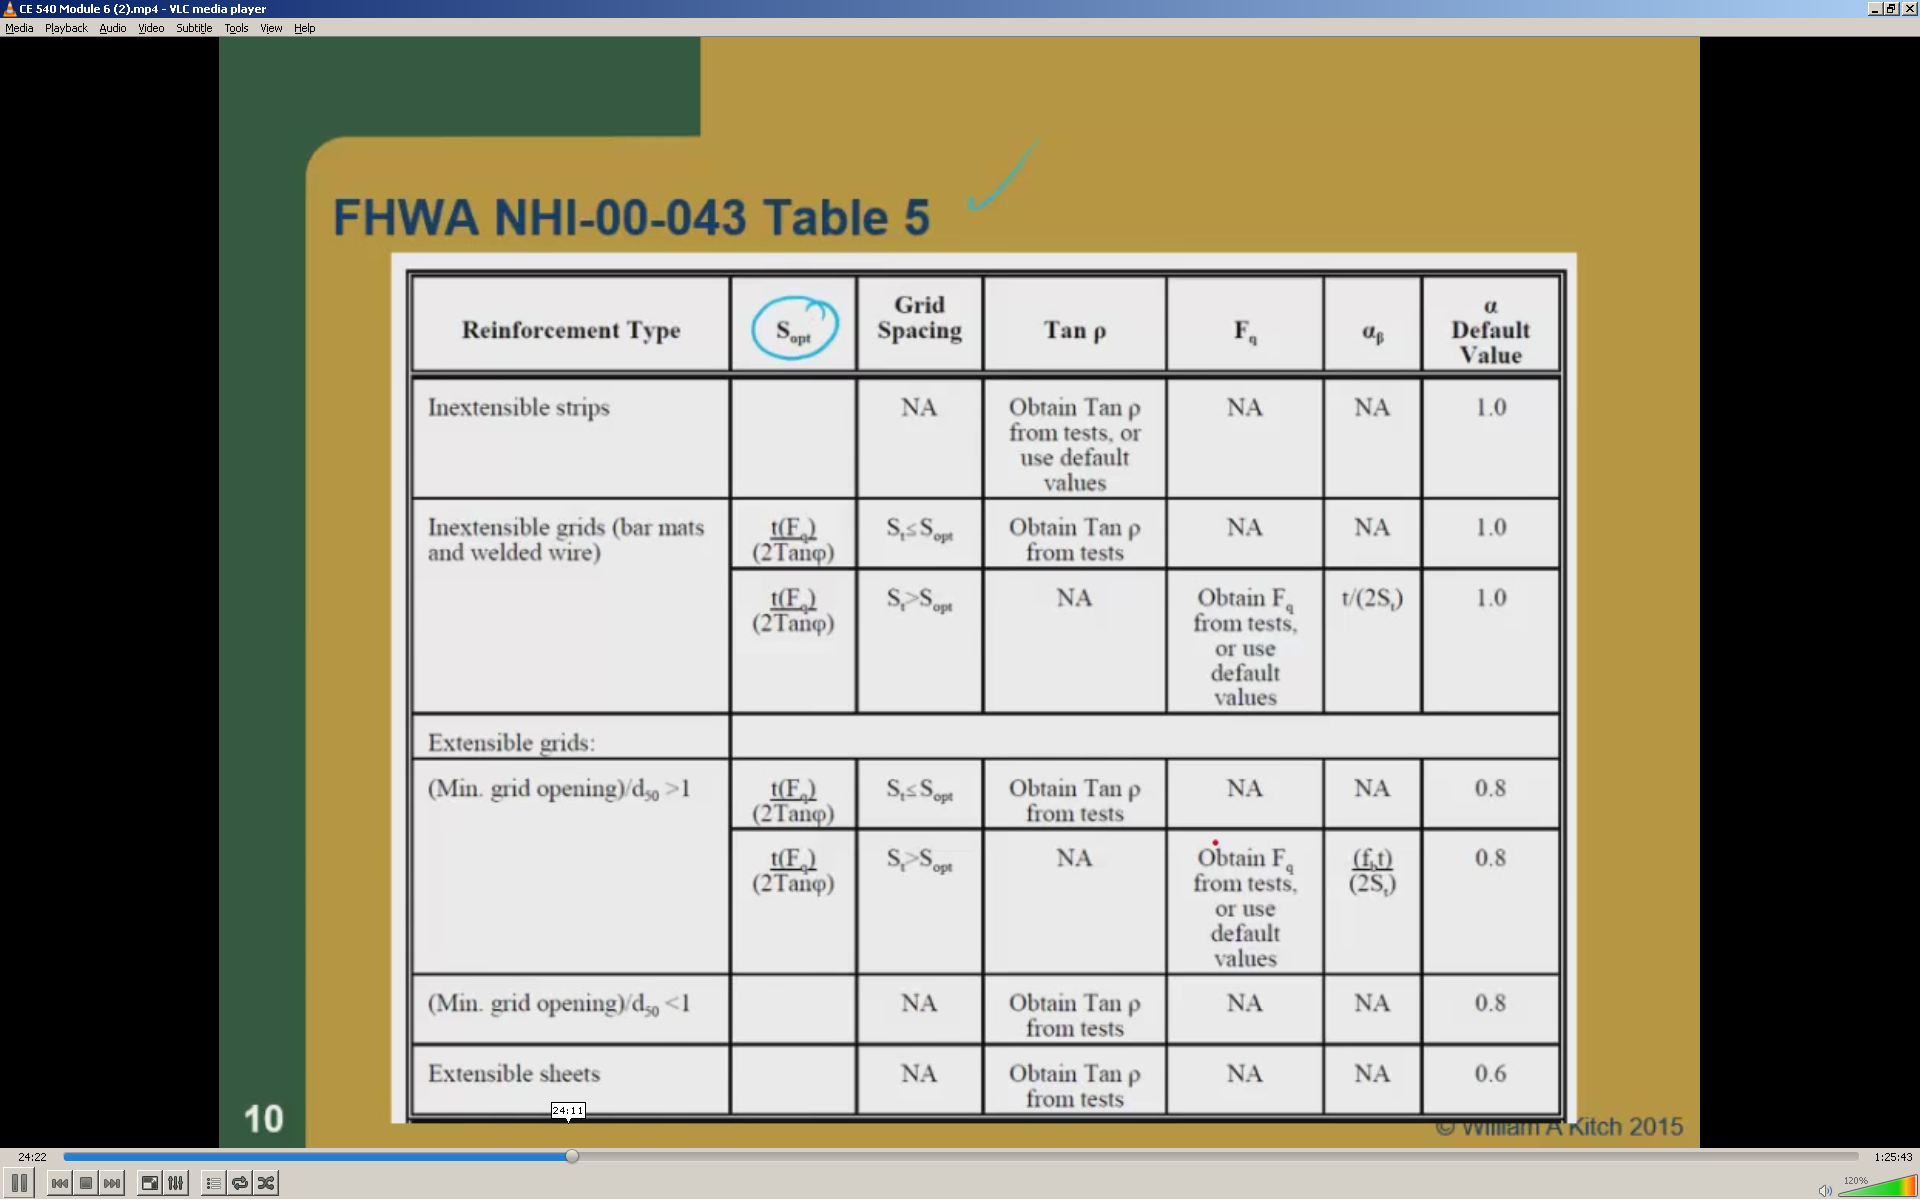 CE 540 Module 6 (2).mp4 - VLC media player
Media Playback Audio Video Subtitle Tools View Help
FHWA NHI-00-043 Table 5
Reinforcement Type
Sopt
Grid
Spacing
Tan ρ
Fq
αβ
α
Default
Value
Inextensible strips
NA
Obtain Tan ρ
from tests, or
use default
values
NA
NA
1.0
Inextensible grids (bar mats
and welded wire)
t(Fq)
(2Tanφ)
St≤Sopt
Obtain Tan ρ
from tests
NA
NA
1.0
t(Fq)
(2Tanφ)
St>Sopt
NA
Obtain Fq
from tests,
or use
default
values
t/(2St)
1.0
Extensible grids:
(Min. grid opening)/d50 >1
t(Fq)
(2Tanφ)
St≤Sopt
Obtain Tan ρ
from tests
NA
NA
0.8
t(Fq)
(2Tanφ)
St>Sopt
NA
Obtain Fq
from tests,
or use
default
values
(fbt)
(2St)
0.8
(Min. grid opening)/d50 <1
NA
Obtain Tan ρ
from tests
NA
NA
0.8
Extensible sheets
NA
Obtain Tan ρ
from tests
NA
NA
0.6
10
24:11
© William A Kitch 2015
24:22
1:25:43
120%